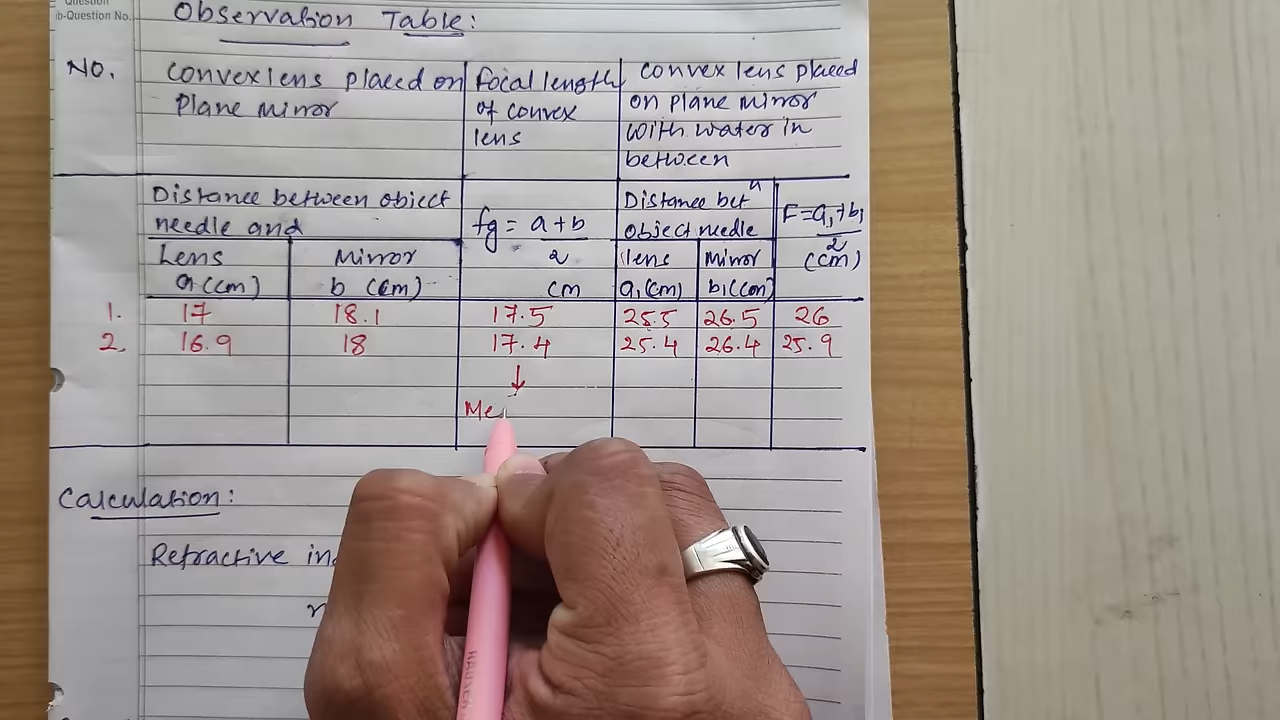 Question
b-Question No.
Observation Table:
NO.
Convex lens placed on
Plane Mirror
Focal length
of convex
lens
Convex lens placed
on plane mirror
with water in
between
Distance between object
needle and
fg = a+b
2
cm
Distance betn
object needle
F=a₁+b₁
2
(cm)
Lens
a (cm)
Mirror
b (cm)
lens
a₁(cm)
Mirror
b₁(cm)
1. 17 18.1 17.5 25.5 26.5 26
2. 16.9 18 17.4 25.4 26.4 25.9
↓
Me
Calculation:
Refractive in
n